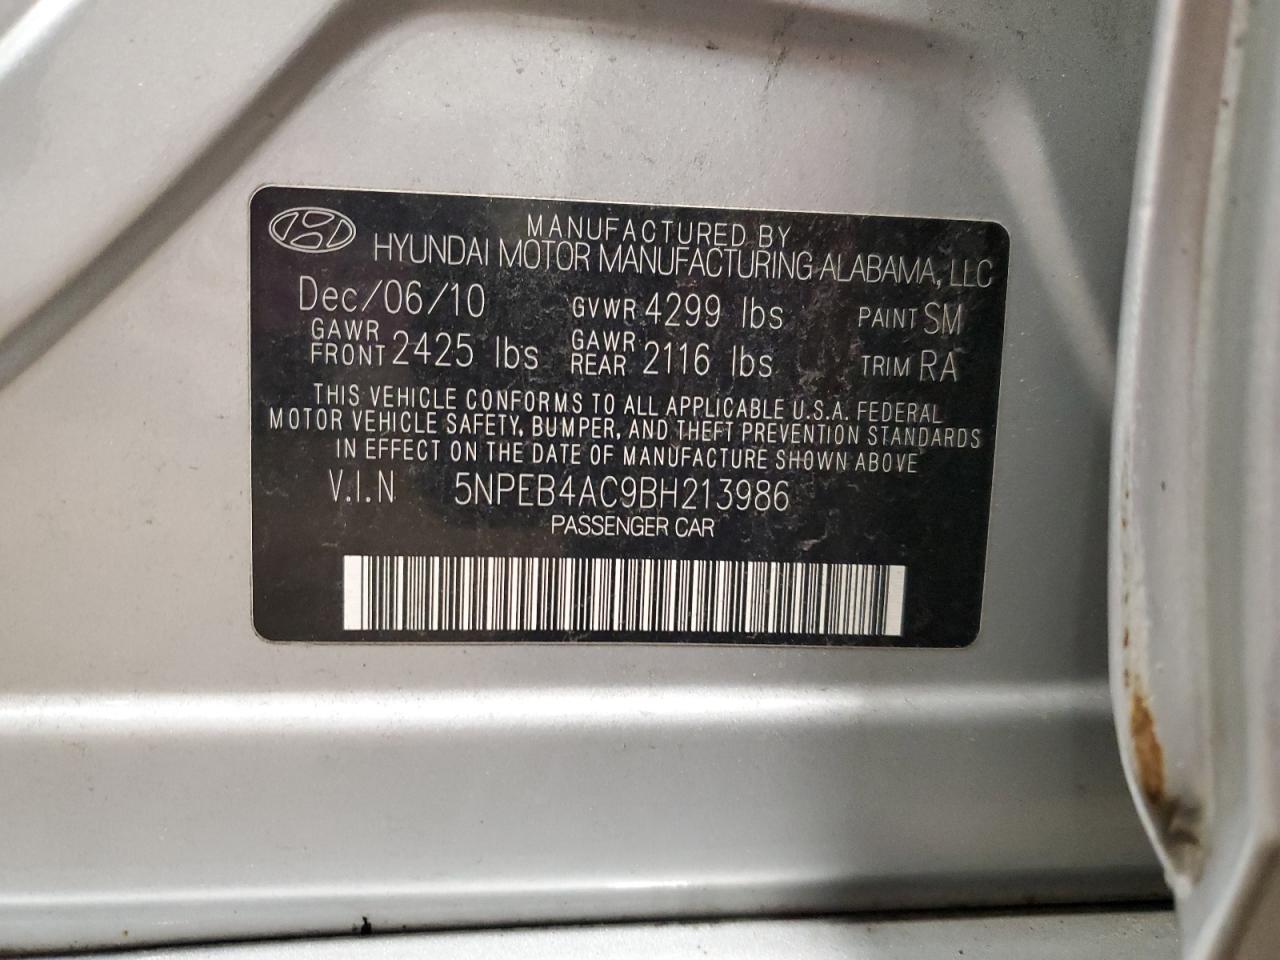 MANUFACTURED BY
HYUNDAI MOTOR MANUFACTURING ALABAMA, LLC
Dec/06/10 GVWR 4299 lbs PAINT SM
GAWR FRONT 2425 lbs GAWR REAR 2116 lbs TRIM RA
THIS VEHICLE CONFORMS TO ALL APPLICABLE U.S.A. FEDERAL
MOTOR VEHICLE SAFETY, BUMPER, AND THEFT PREVENTION STANDARDS
IN EFFECT ON THE DATE OF MANUFACTURE SHOWN ABOVE
V.I.N 5NPEB4AC9BH213986
PASSENGER CAR